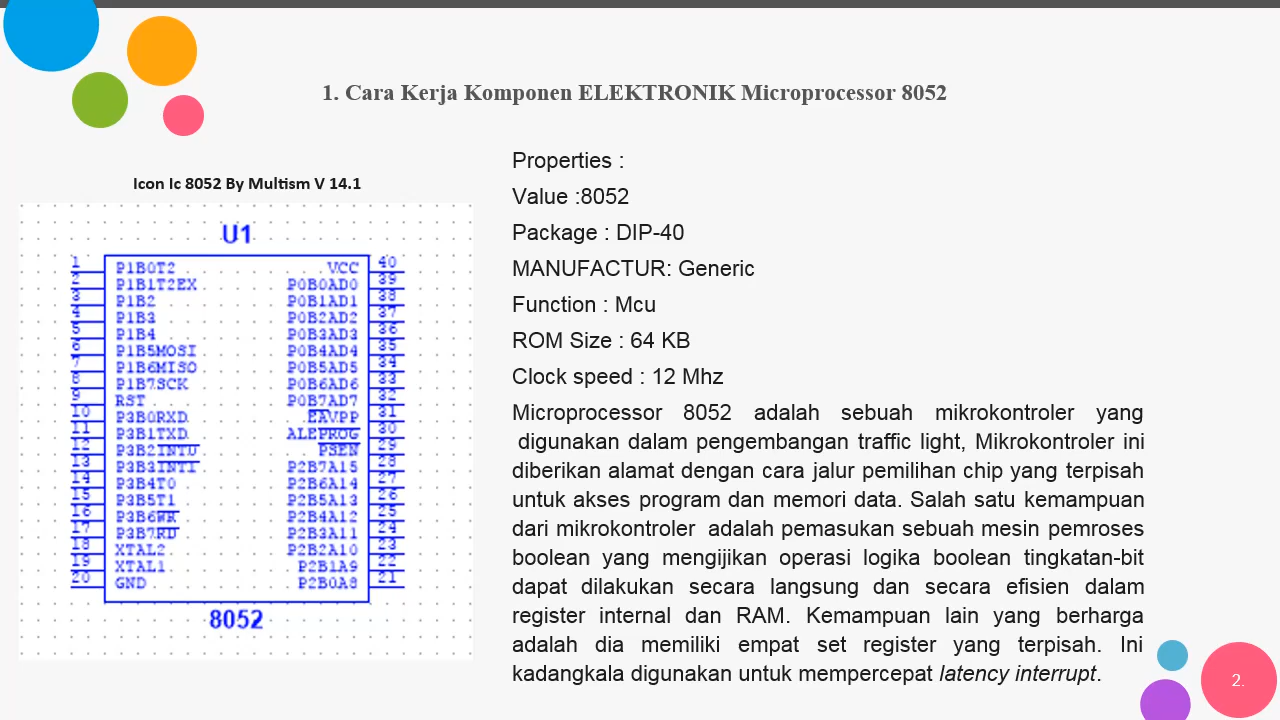 1. Cara Kerja Komponen ELEKTRONIK Microprocessor 8052
Icon Ic 8052 By Multism V 14.1
U1
1 P1B0T2 VCC 40
2 P1B1T2EX P0B0AD0 39
3 P1B2 P0B1AD1 38
4 P1B3 P0B2AD2 37
5 P1B4 P0B3AD3 36
6 P1B5MOSI P0B4AD4 35
7 P1B6MISO P0B5AD5 34
8 P1B7SCK P0B6AD6 33
9 RST P0B7AD7 32
10 P3B0RXD EAVPP 31
11 P3B1TXD ALEPROG 30
12 P3B2INT0 PSEN 29
13 P3B3INT1 P2B7A15 28
14 P3B4T0 P2B6A14 27
15 P3B5T1 P2B5A13 26
16 P3B6WR P2B4A12 25
17 P3B7RD P2B3A11 24
18 XTAL2 P2B2A10 23
19 XTAL1 P2B1A9 22
20 GND P2B0A8 21
8052
Properties :
Value :8052
Package : DIP-40
MANUFACTUR: Generic
Function : Mcu
ROM Size : 64 KB
Clock speed : 12 Mhz
Microprocessor 8052 adalah sebuah mikrokontroler yang
digunakan dalam pengembangan traffic light, Mikrokontroler ini
diberikan alamat dengan cara jalur pemilihan chip yang terpisah
untuk akses program dan memori data. Salah satu kemampuan
dari mikrokontroler adalah pemasukan sebuah mesin pemroses
boolean yang mengijikan operasi logika boolean tingkatan-bit
dapat dilakukan secara langsung dan secara efisien dalam
register internal dan RAM. Kemampuan lain yang berharga
adalah dia memiliki empat set register yang terpisah. Ini
kadangkala digunakan untuk mempercepat latency interrupt.
2.